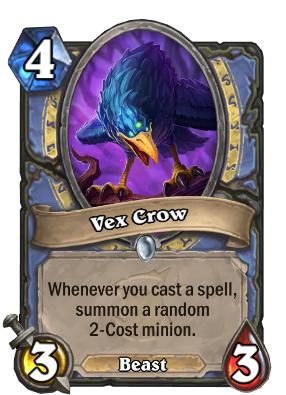 4
Vex Crow
Whenever you cast a spell,
summon a random
2-Cost minion.
3
Beast
3